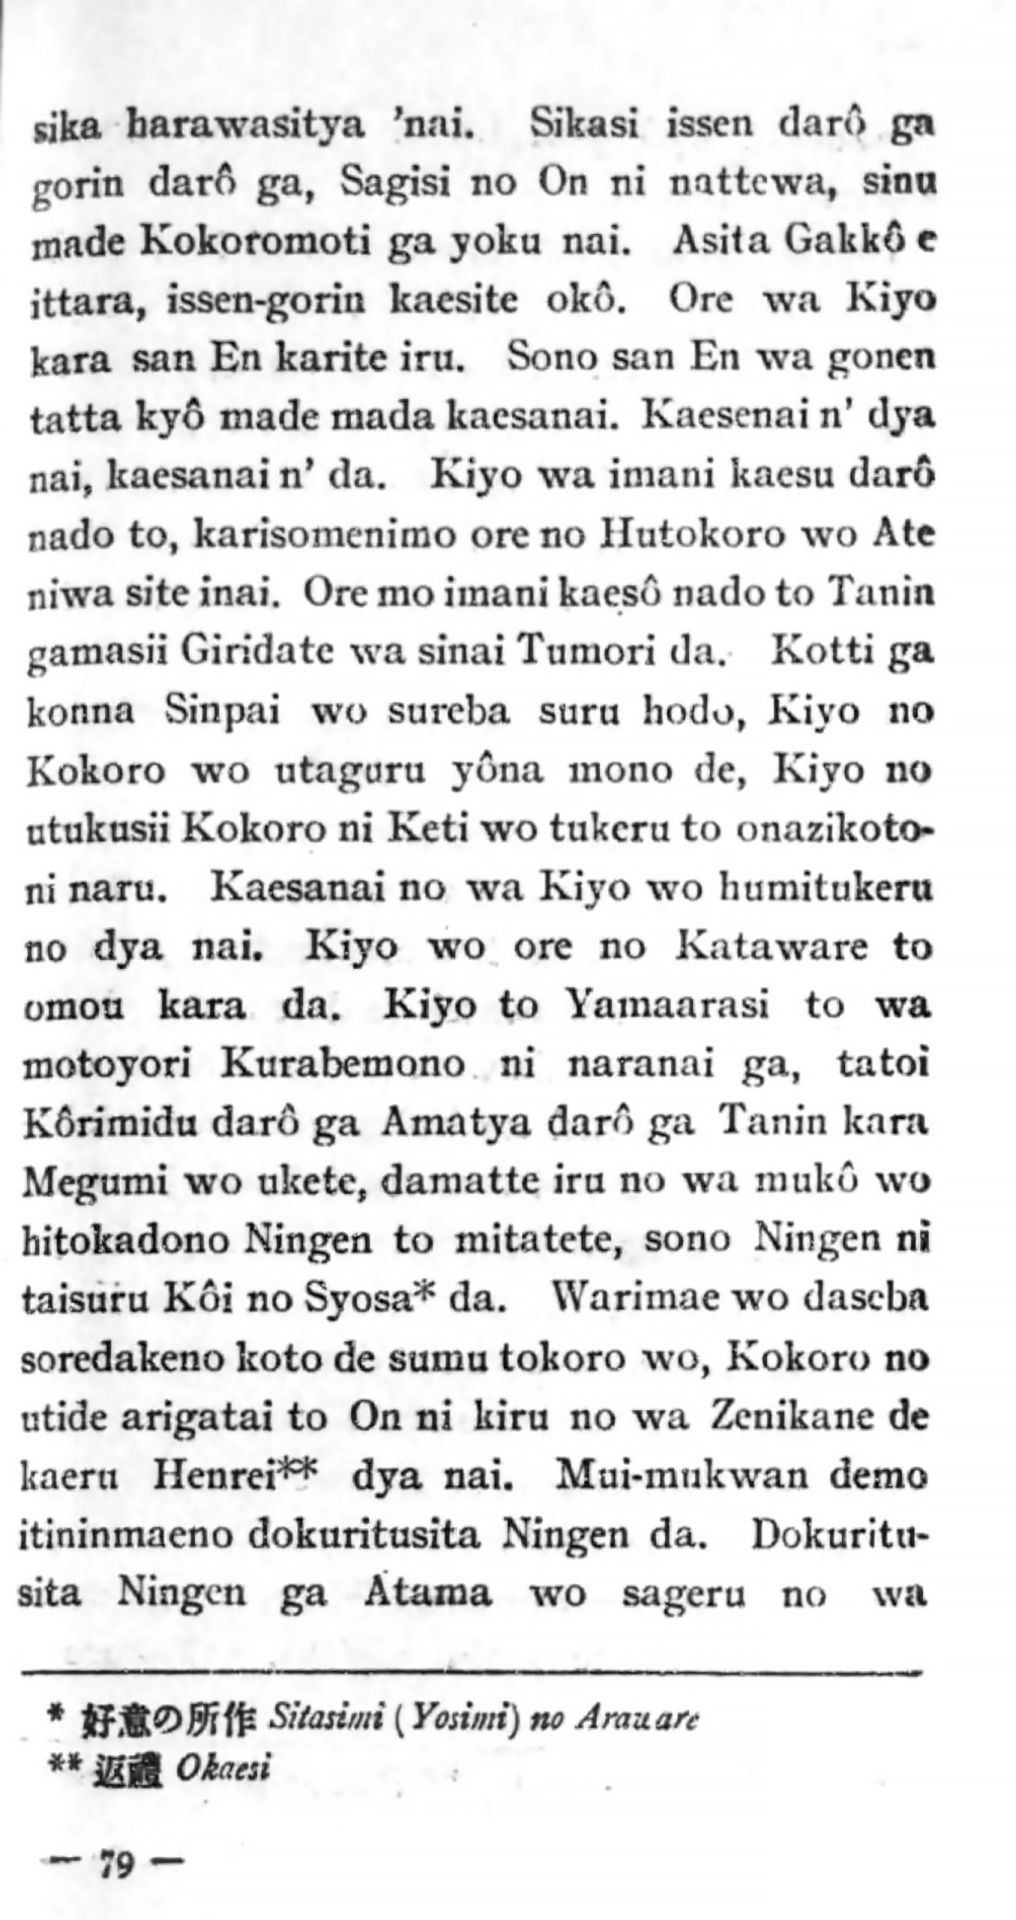 sika harawasitya 'nai. Sikasi issen darô ga
gorin darô ga, Sagisi no On ni nattewa, sinu
made Kokoromoti ga yoku nai. Asita Gakkô e
ittara, issen-gorin kaesite okô. Ore wa Kiyo
kara san En karite iru. Sono san En wa gonen
tatta kyô made mada kaesanai. Kaesenai n' dya
nai, kaesanai n' da. Kiyo wa imani kaesu darô
nado to, karisomenimo ore no Hutokoro wo Ate
niwa site inai. Ore mo imani kaesô nado to Tanin
gamasii Giridate wa sinai Tumori da. Kotti ga
konna Sinpai wo sureba suru hodo, Kiyo no
Kokoro wo utaguru yôna mono de, Kiyo no
utukusii Kokoro ni Keti wo tukeru to onazikoto-
ni naru. Kaesanai no wa Kiyo wo humitukeru
no dya nai. Kiyo wo ore no Kataware to
omou kara da. Kiyo to Yamaarasi to wa
motoyori Kurabemono ni naranai ga, tatoi
Kôrimidu darô ga Amatya darô ga Tanin kara
Megumi wo ukete, damatte iru no wa mukô wo
hitokadono Ningen to mitatete, sono Ningen ni
taisuru Kôi no Syosa* da. Warimae wo daseba
soredakeno koto de sumu tokoro wo, Kokoro no
utide arigatai to On ni kiru no wa Zenikane de
kaeru Henrei** dya nai. Mui-mukwan demo
itininmaeno dokuritusita Ningen da. Dokuritu-
sita Ningen ga Atama wo sageru no wa
* 好意の所作 Sitasimi (Yosimi) no Arauare
** 返禮 Okaesi
— 79 —